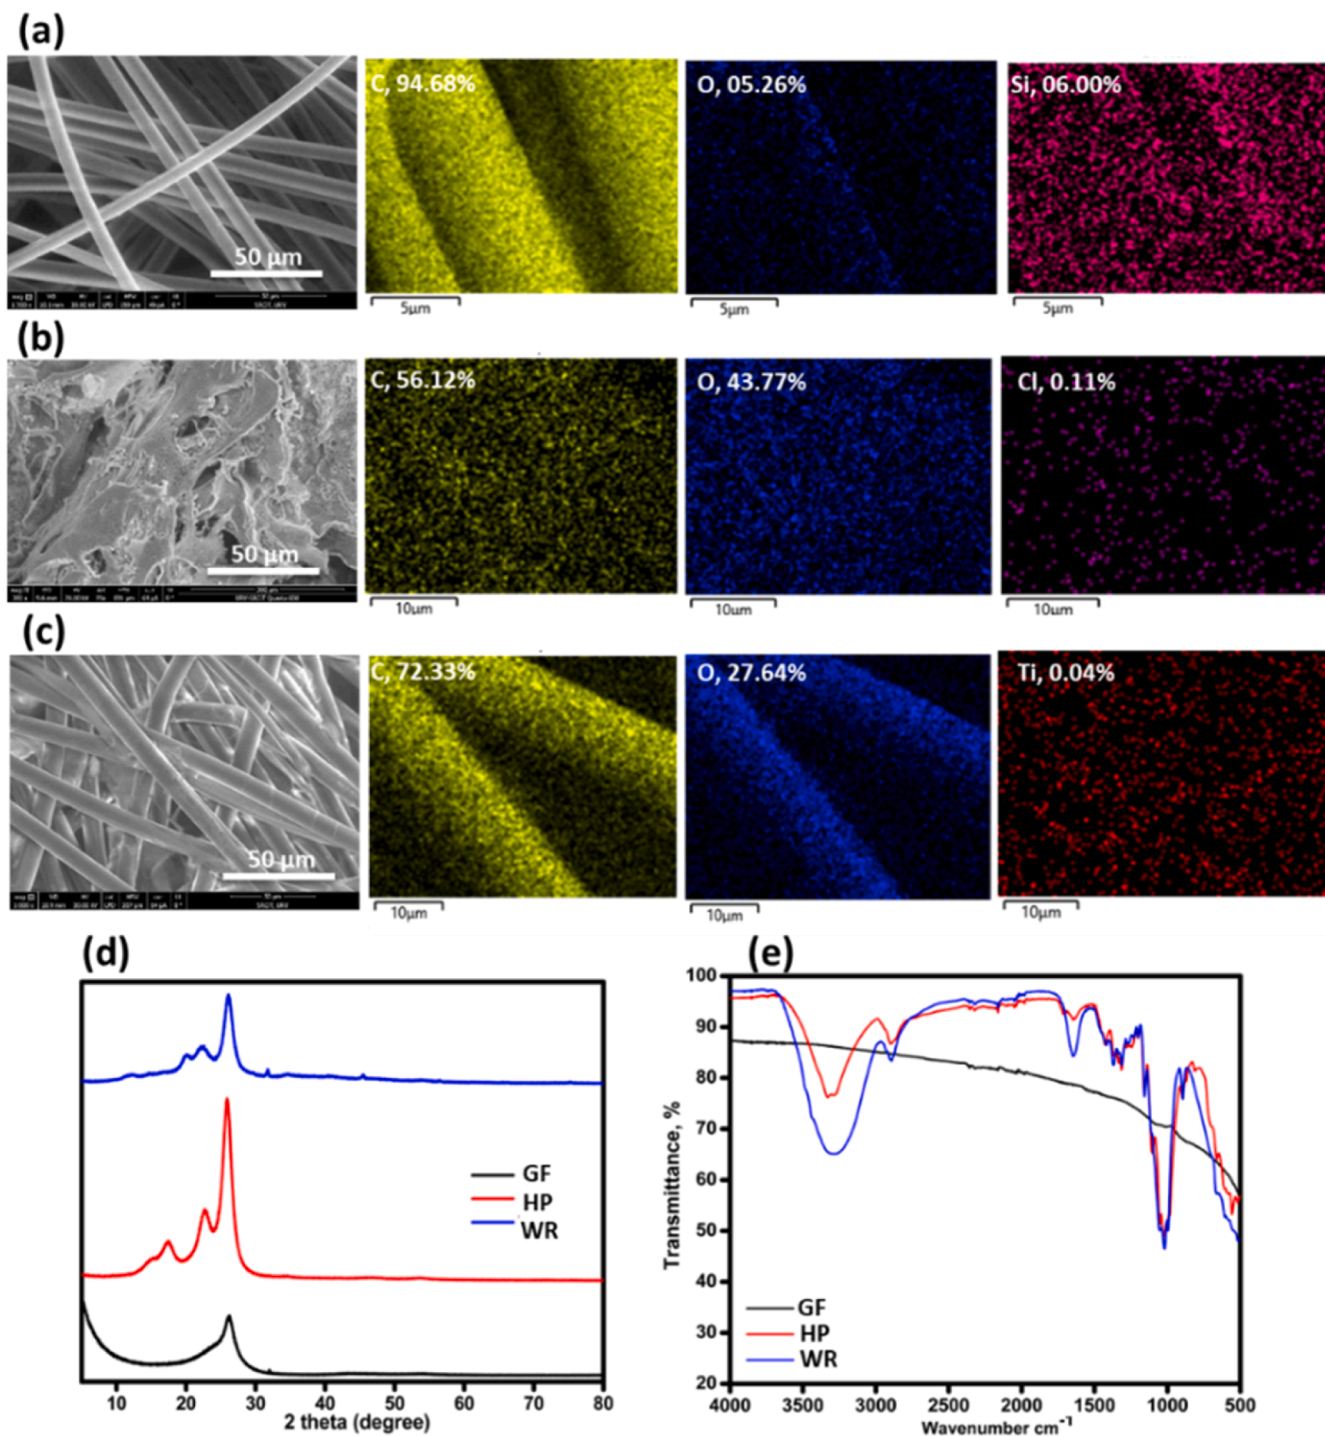 (a)
50 µm
C, 94.68%
O, 05.26%
Si, 06.00%
5µm
5µm
5µm
(b)
50 µm
C, 56.12%
O, 43.77%
Cl, 0.11%
10µm
10µm
10µm
(c)
50 µm
C, 72.33%
O, 27.64%
Ti, 0.04%
10µm
10µm
10µm
(d)
GF
HP
WR
10 20 30 40 50 60 70 80
2 theta (degree)
(e)
100
90
80
70
60
50
40
30
20
Transmittance, %
GF
HP
WR
4000 3500 3000 2500 2000 1500 1000 500
Wavenumber cm⁻¹